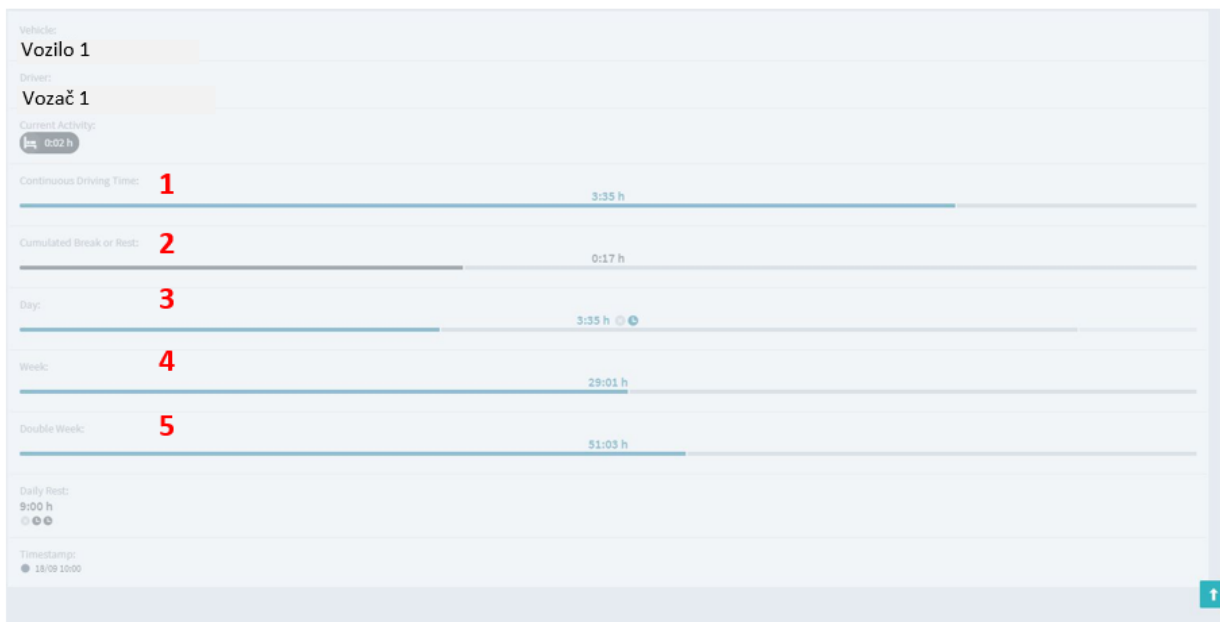 Vehicle:
Vozilo 1
Driver:
Vozač 1
Current Activity:
0:02 h
Continuous Driving Time: 1
3:35 h
Cumulated Break or Rest: 2
0:17 h
Day: 3
3:35 h
Week: 4
29:01 h
Double Week: 5
51:03 h
Daily Rest:
9:00 h
Timestamp:
18/09 10:00